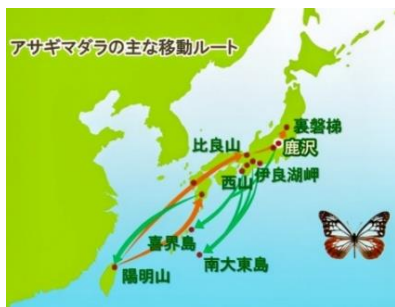 アサギマダラの主な移動ルート
裏磐梯
比良山
鹿沢
西山
伊良湖岬
喜界島
陽明山
南大東島